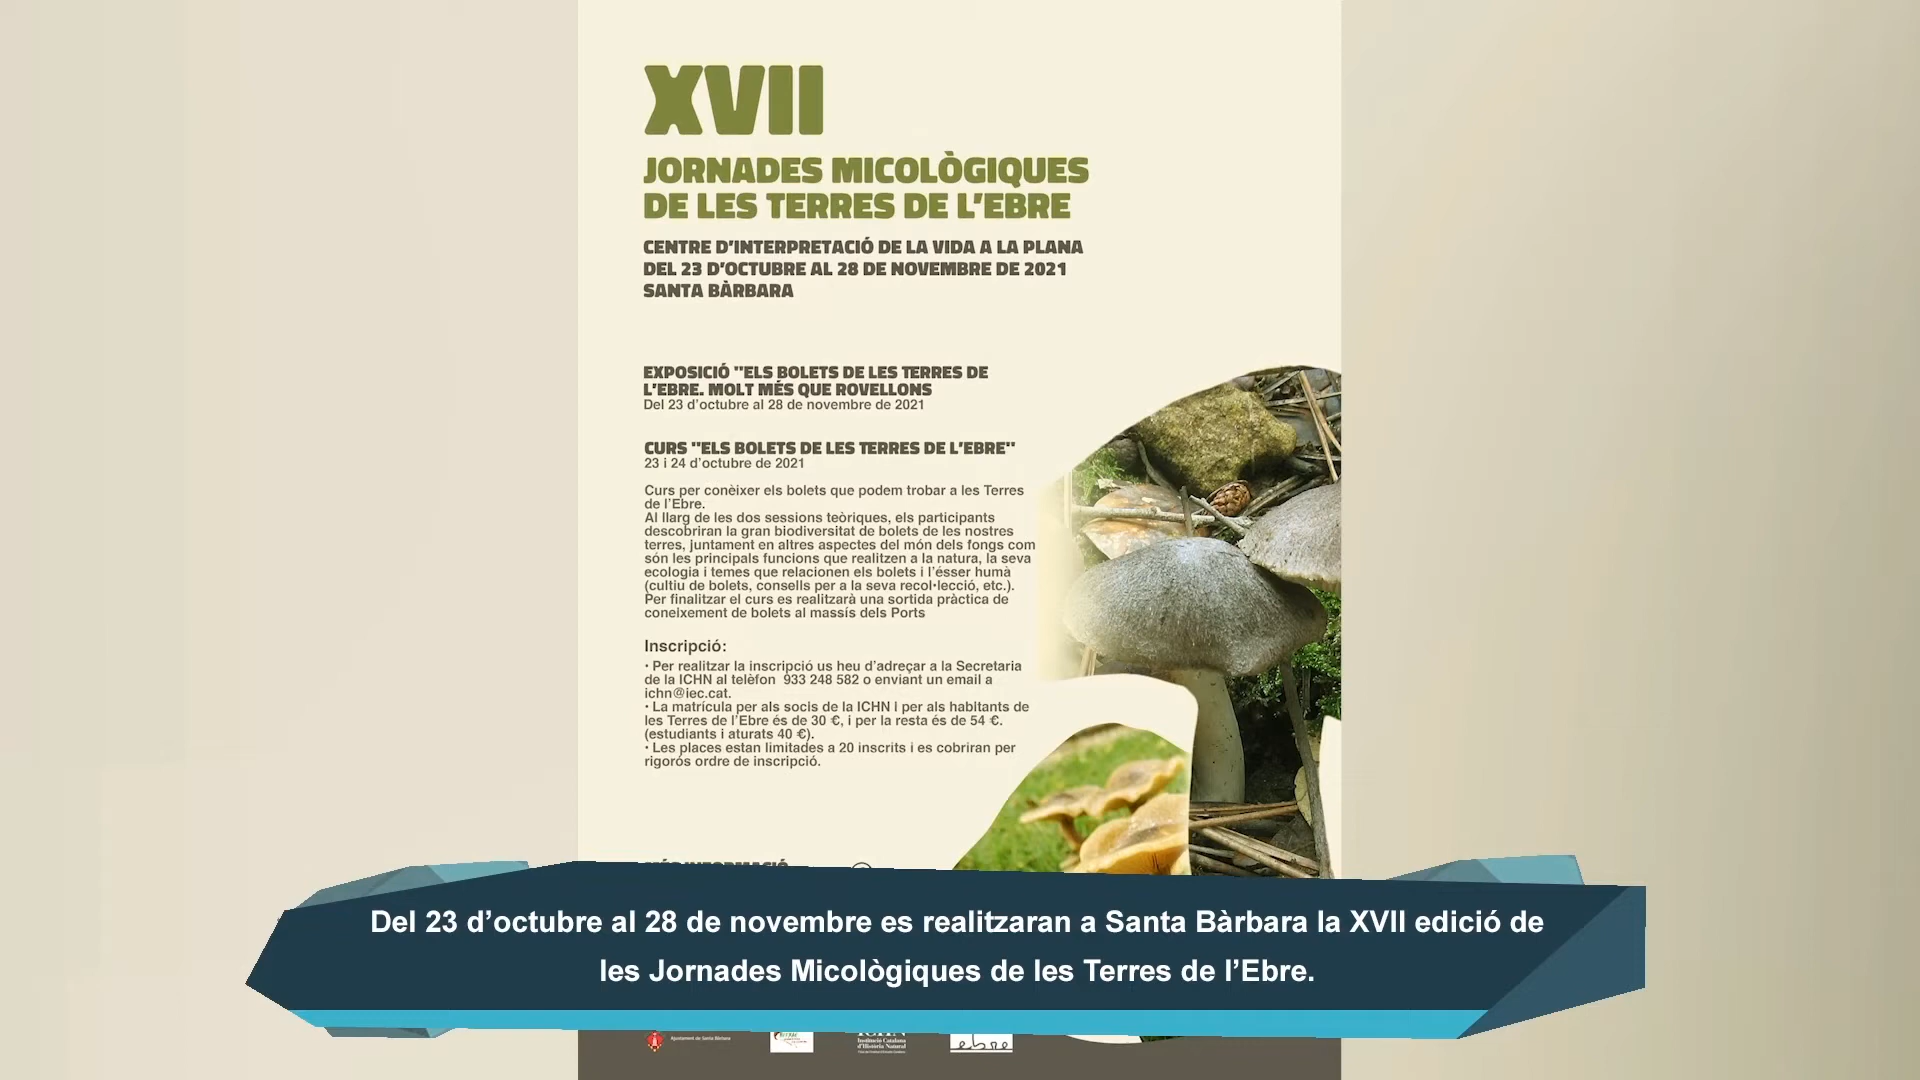 XVII
JORNADES MICOLÒGIQUES
DE LES TERRES DE L'EBRE
CENTRE D'INTERPRETACIÓ DE LA VIDA A LA PLANA
DEL 23 D'OCTUBRE AL 28 DE NOVEMBRE DE 2021
SANTA BÀRBARA
EXPOSICIÓ "ELS BOLETS DE LES TERRES DE
L'EBRE. MOLT MÉS QUE ROVELLONS
Del 23 d'octubre al 28 de novembre de 2021
CURS "ELS BOLETS DE LES TERRES DE L'EBRE"
23 i 24 d'octubre de 2021
Curs per conèixer els bolets que podem trobar a les Terres
de l'Ebre.
Al llarg de les dos sessions teòriques, els participants
descobriran la gran biodiversitat de bolets de les nostres
terres, juntament en altres aspectes del món dels fongs com
són les principals funcions que realitzen a la natura, la seva
ecologia i temes que relacionen els bolets i l'ésser humà
(cultiu de bolets, consells per a la seva recol·lecció, etc.).
Per finalitzar el curs es realitzarà una sortida pràctica de
coneixement de bolets al massís dels Ports
Inscripció:
· Per realitzar la inscripció us heu d'adreçar a la Secretaria
de la ICHN al telèfon 933 248 582 o enviant un email a
ichn@iec.cat.
· La matrícula per als socis de la ICHN i per als habitants de
les Terres de l'Ebre és de 30 €, i per la resta és de 54 €.
(estudiants i aturats 40 €).
· Les places estan limitades a 20 inscrits i es cobriran per
rigorós ordre de inscripció.
MÉS INFORMACIÓ
Del 23 d'octubre al 28 de novembre es realitzaran a Santa Bàrbara la XVII edició de
les Jornades Micològiques de les Terres de l'Ebre.
Ajuntament de Santa Bàrbara
ICHN
Institució Catalana
d'Història Natural
ebre